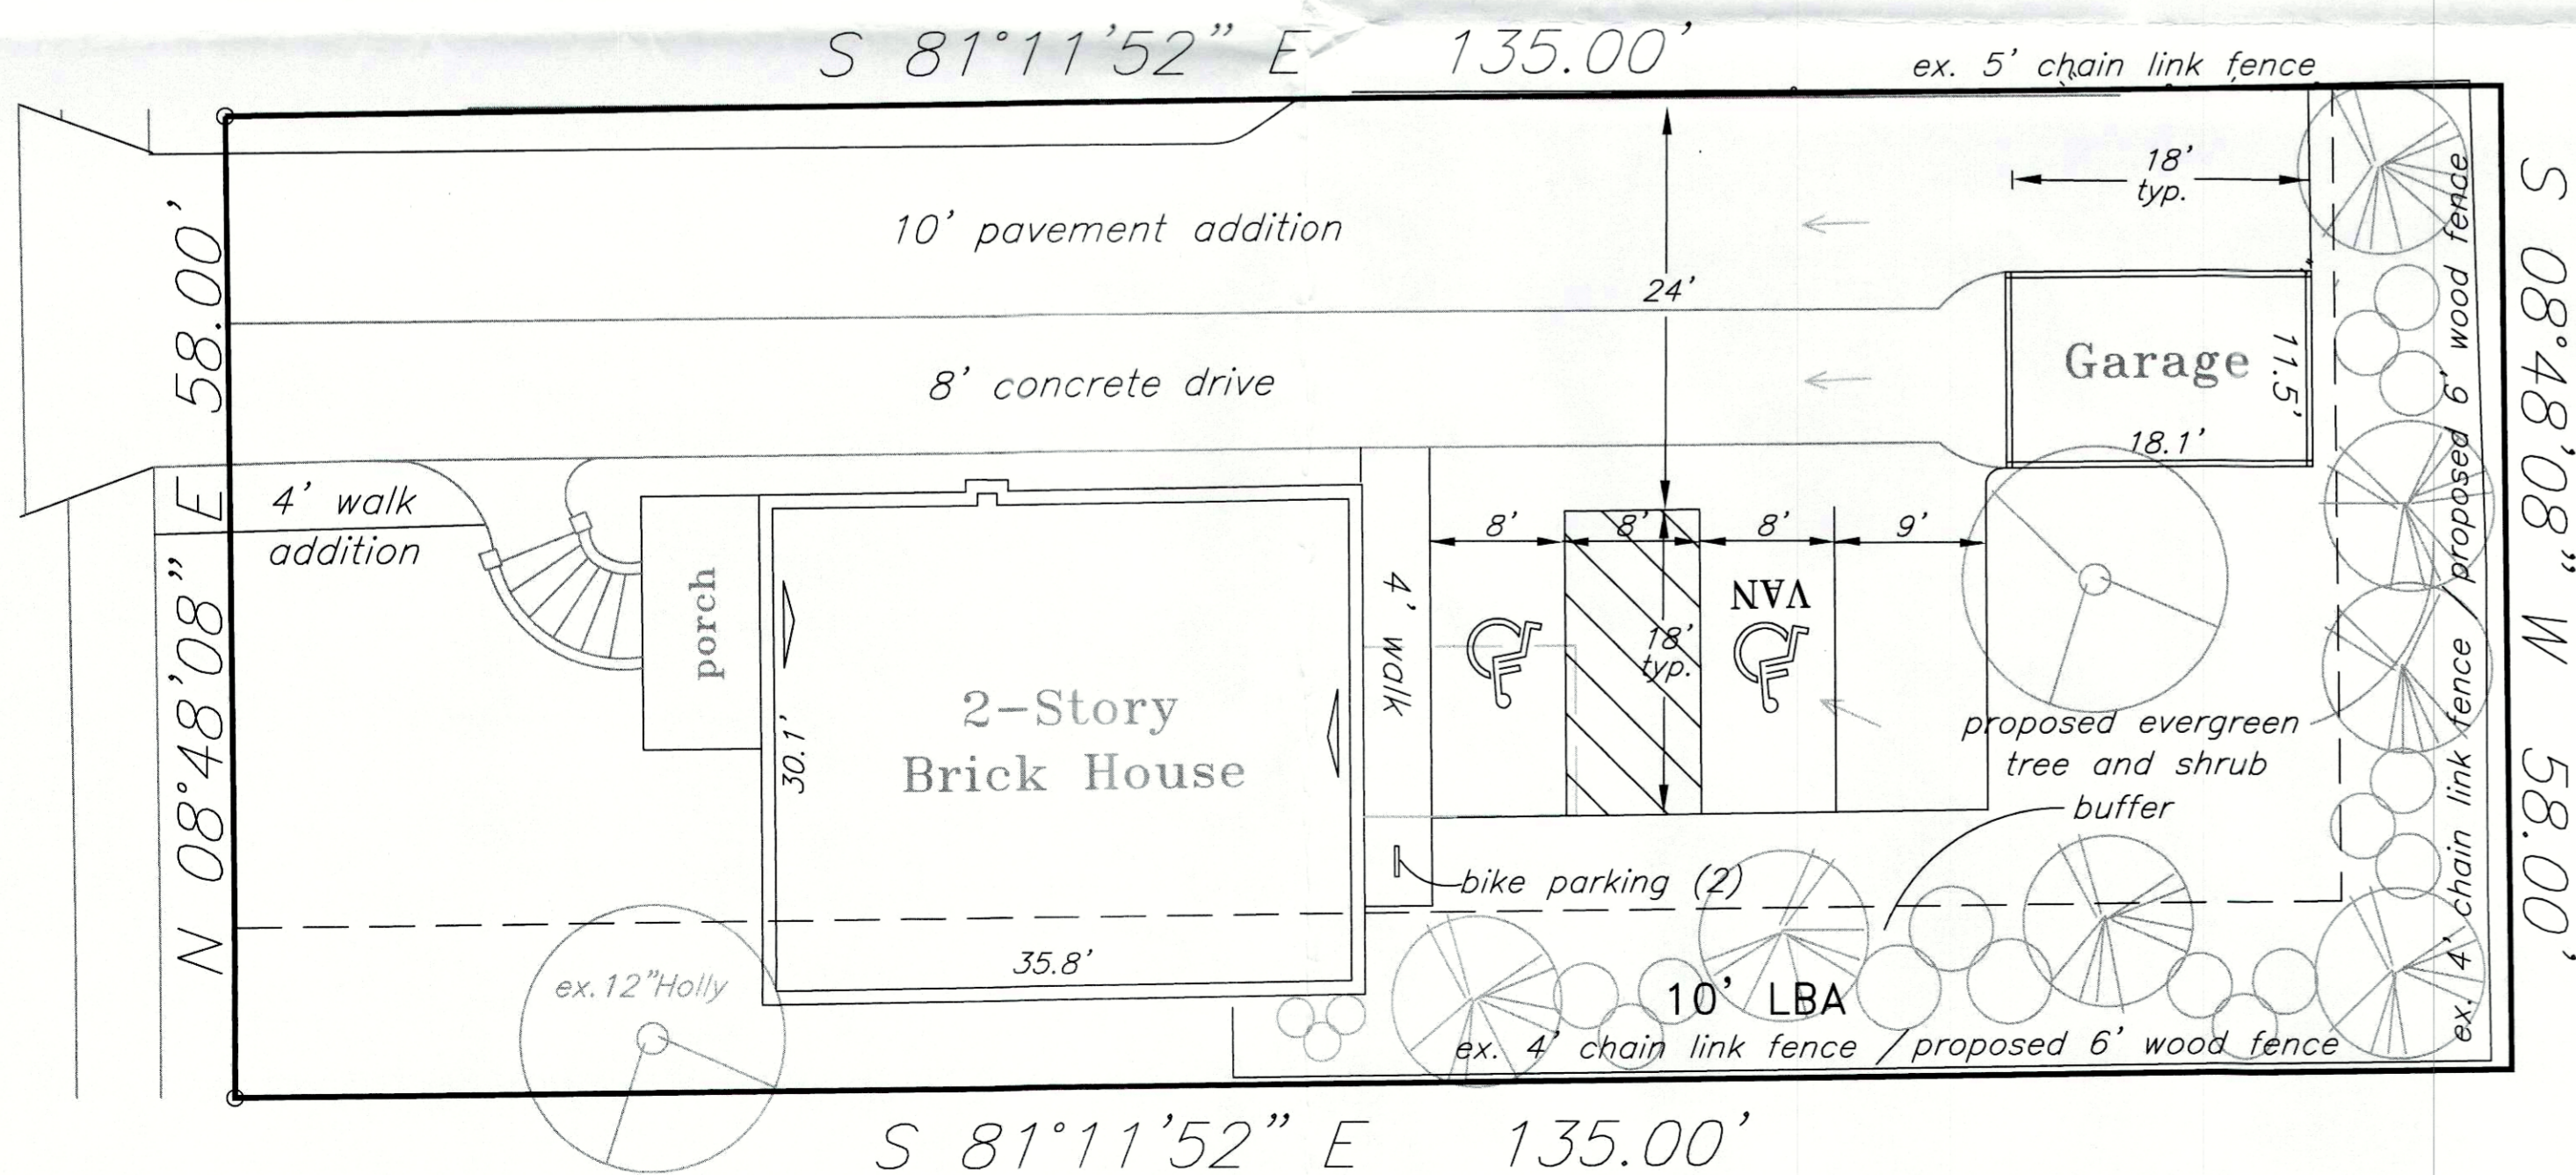 S 81°11'52" E 135.00'
ex. 5' chain link fence
18'
typ.
10' pavement addition
24'
8' concrete drive
Garage
11.5'
18.1'
N 08°48'08" E 58.00'
4' walk
addition
porch
2-Story
Brick House
30.1'
35.8'
4' walk
8'
8'
8'
9'
VAN
18'
typ.
proposed evergreen
tree and shrub
buffer
bike parking (2)
ex.12"Holly
10' LBA
ex. 4' chain link fence / proposed 6' wood fence
ex. 4' chain link fence / proposed 6' wood fence
S 08°48'08" W 58.00'
S 81°11'52" E 135.00'